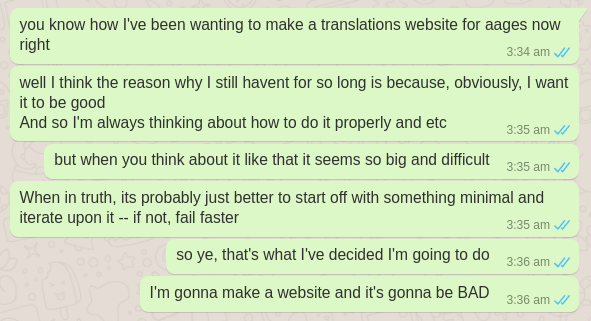 you know how I've been wanting to make a translations website for aages now
right
3:34 am
well I think the reason why I still havent for so long is because, obviously, I want
it to be good
And so I'm always thinking about how to do it properly and etc
3:35 am
but when you think about it like that it seems so big and difficult
3:35 am
When in truth, its probably just better to start off with something minimal and
iterate upon it -- if not, fail faster
3:35 am
so ye, that's what I've decided I'm going to do
3:36 am
I'm gonna make a website and it's gonna be BAD
3:36 am